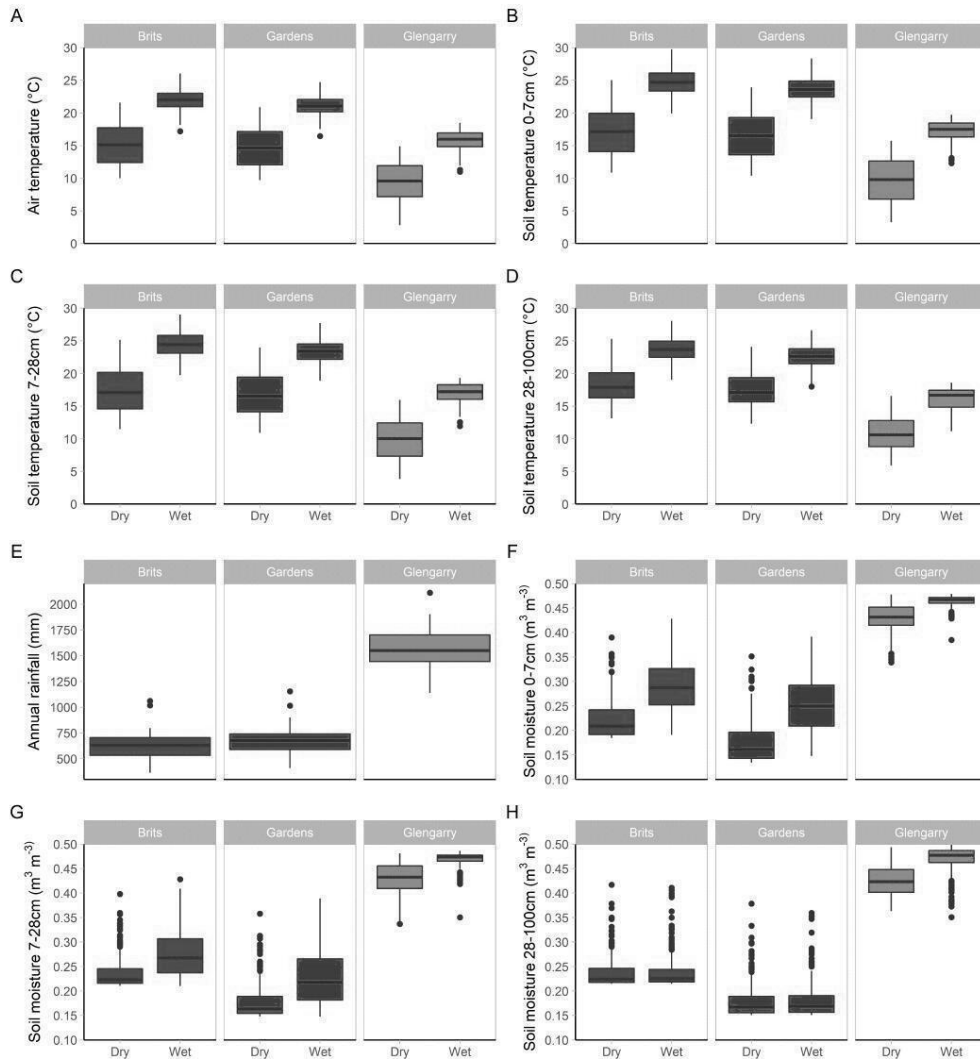 A
Brits Gardens Glengarry
Air temperature (°C)
30
25
20
15
10
5
0
B
Brits Gardens Glengarry
Soil temperature 0-7cm (°C)
30
25
20
15
10
5
0
C
Brits Gardens Glengarry
Soil temperature 7-28cm (°C)
30
25
20
15
10
5
0
Dry Wet Dry Wet Dry Wet
D
Brits Gardens Glengarry
Soil temperature 28-100cm (°C)
30
25
20
15
10
5
0
Dry Wet Dry Wet Dry Wet
E
Brits Gardens Glengarry
Annual rainfall (mm)
2000
1750
1500
1250
1000
750
500
F
Brits Gardens Glengarry
Soil moisture 0-7cm (m³ m⁻³)
0.50
0.45
0.40
0.35
0.30
0.25
0.20
0.15
0.10
G
Brits Gardens Glengarry
Soil moisture 7-28cm (m³ m⁻³)
0.50
0.45
0.40
0.35
0.30
0.25
0.20
0.15
0.10
Dry Wet Dry Wet Dry Wet
H
Brits Gardens Glengarry
Soil moisture 28-100cm (m³ m⁻³)
0.50
0.45
0.40
0.35
0.30
0.25
0.20
0.15
0.10
Dry Wet Dry Wet Dry Wet